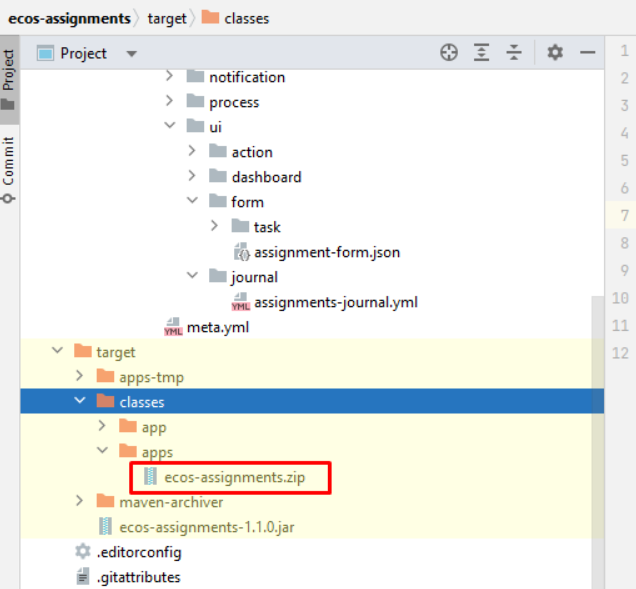 ecos-assignments target classes
Project
Project
Commit
notification
process
ui
action
dashboard
form
task
assignment-form.json
journal
YML assignments-journal.yml
YML meta.yml
target
apps-tmp
classes
app
apps
ecos-assignments.zip
maven-archiver
ecos-assignments-1.1.0.jar
.editorconfig
.gitattributes
1
2
3
4
5
6
7
8
9
10
11
12